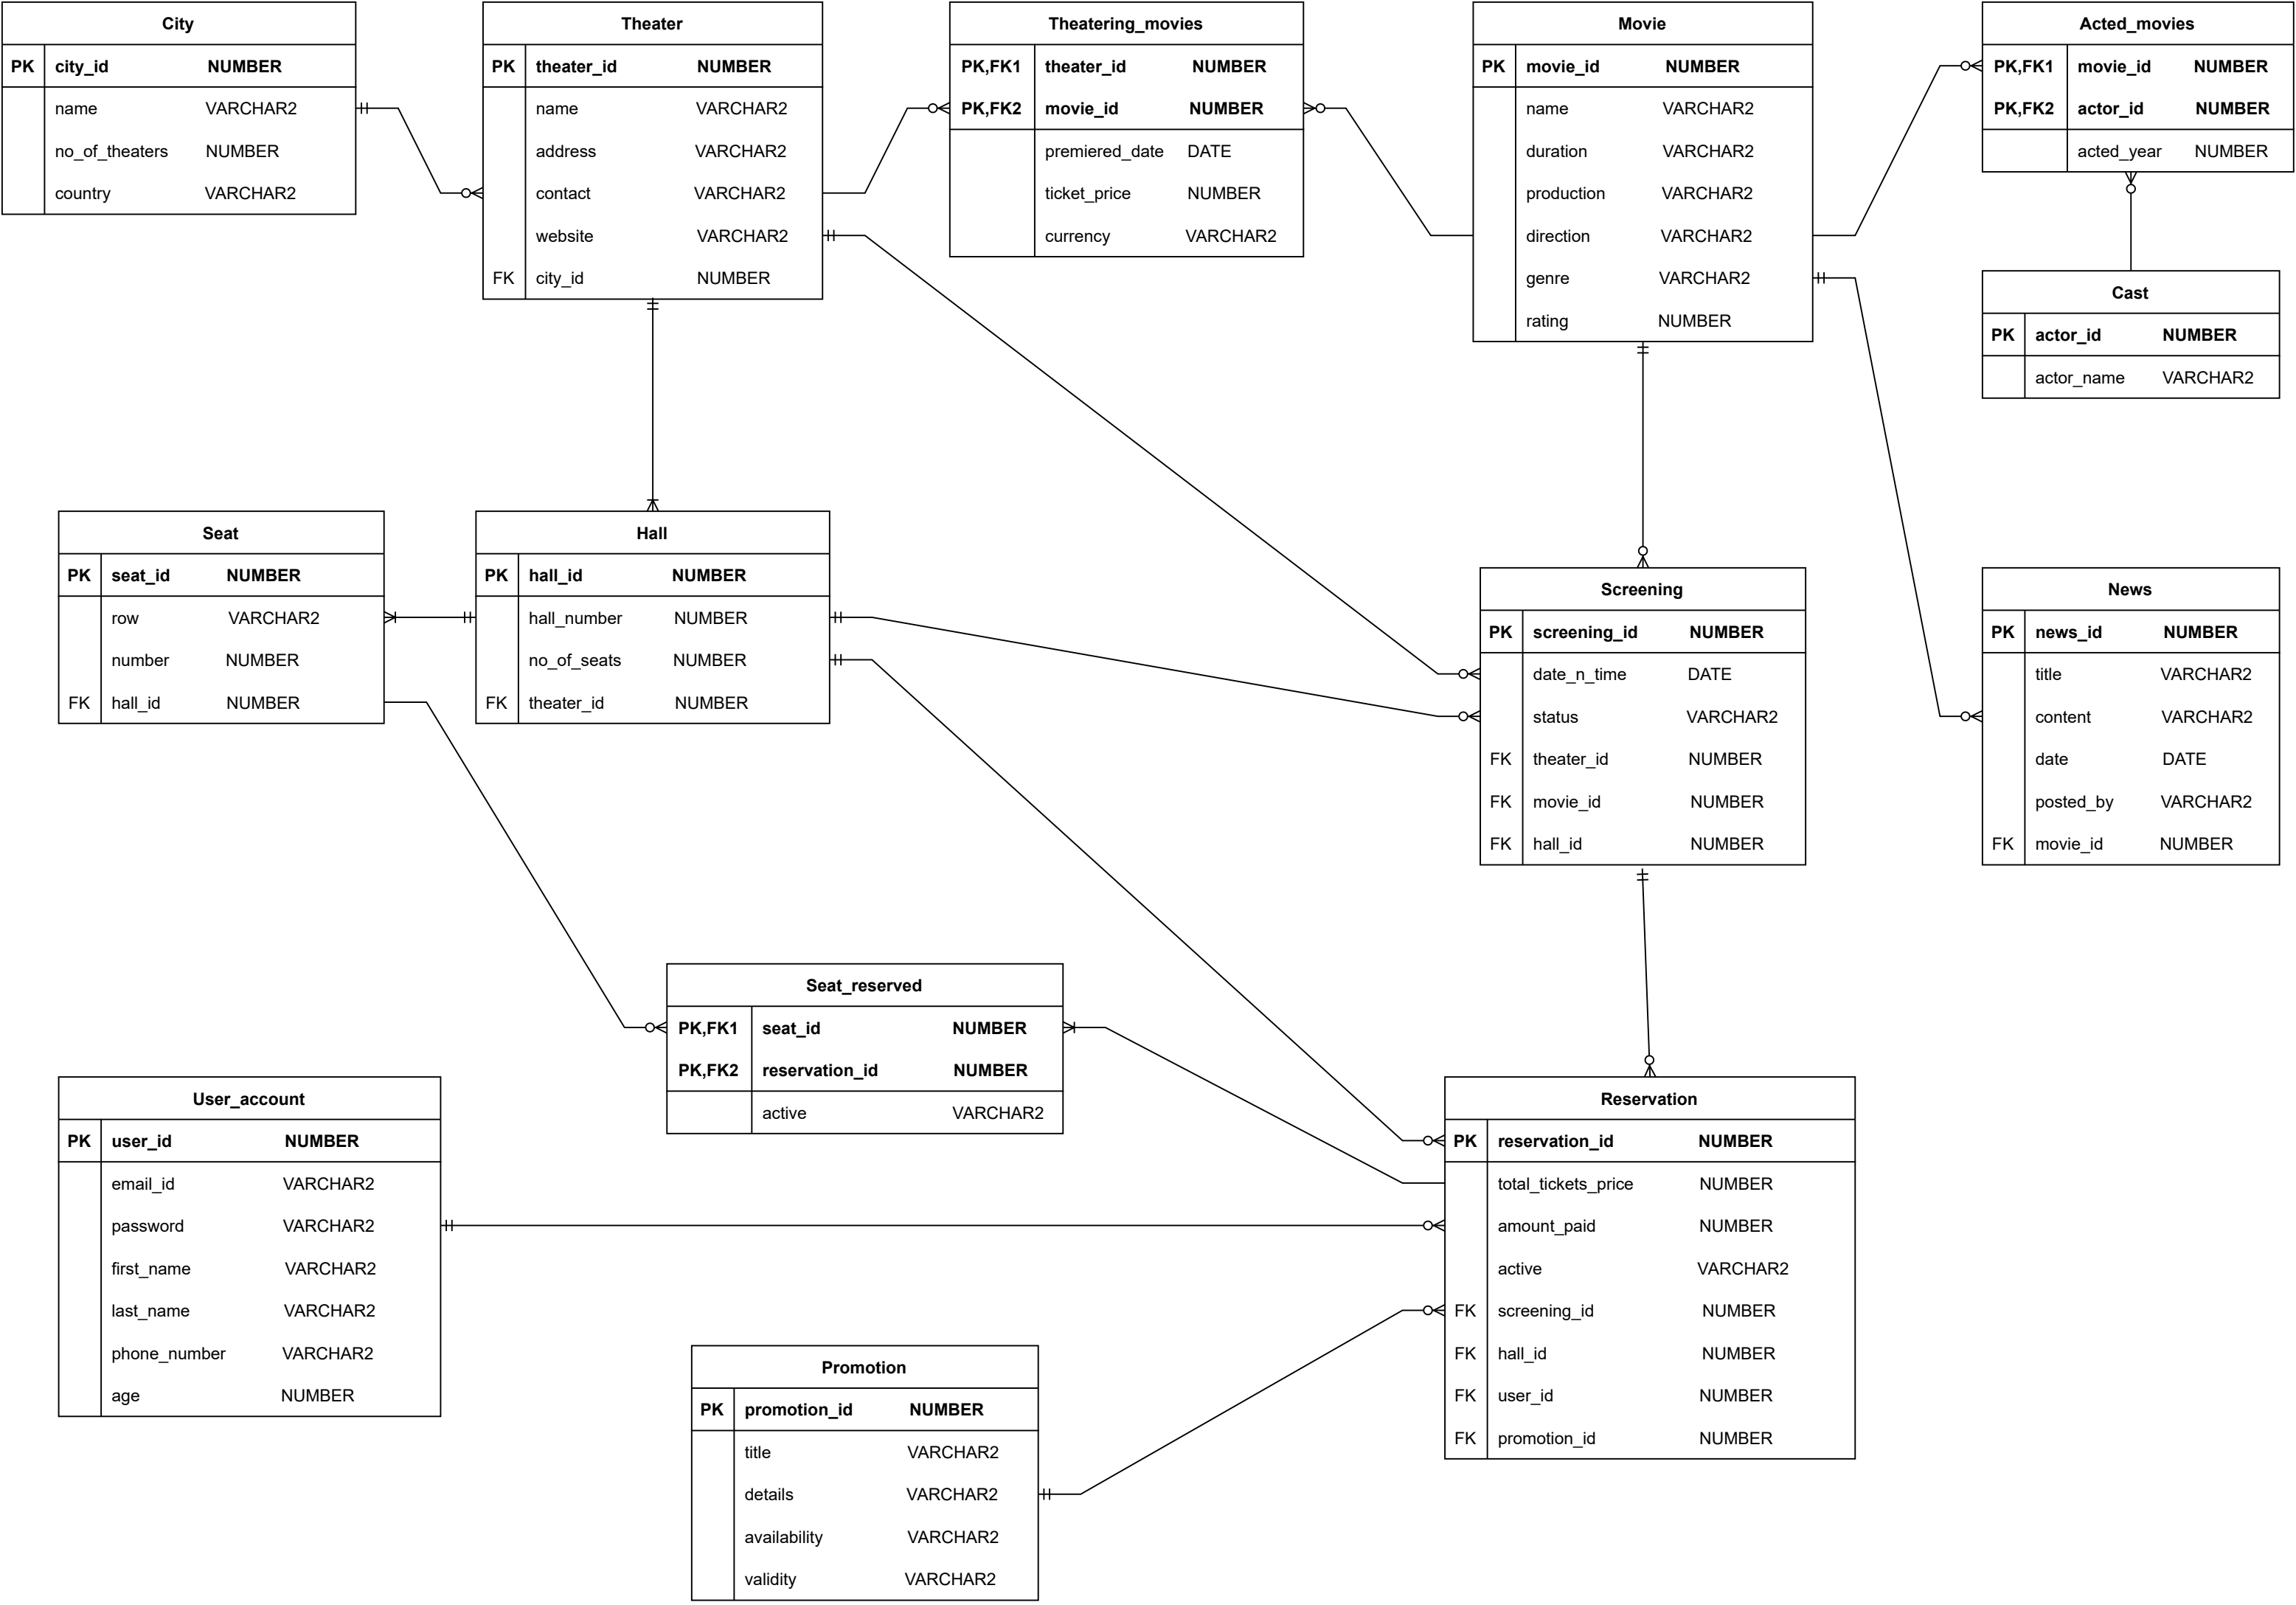 City
PK city_id NUMBER
name VARCHAR2
no_of_theaters NUMBER
country VARCHAR2
Theater
PK theater_id NUMBER
name VARCHAR2
address VARCHAR2
contact VARCHAR2
website VARCHAR2
FK city_id NUMBER
Theatering_movies
PK,FK1 theater_id NUMBER
PK,FK2 movie_id NUMBER
premiered_date DATE
ticket_price NUMBER
currency VARCHAR2
Movie
PK movie_id NUMBER
name VARCHAR2
duration VARCHAR2
production VARCHAR2
direction VARCHAR2
genre VARCHAR2
rating NUMBER
Acted_movies
PK,FK1 movie_id NUMBER
PK,FK2 actor_id NUMBER
acted_year NUMBER
Cast
PK actor_id NUMBER
actor_name VARCHAR2
Seat
PK seat_id NUMBER
row VARCHAR2
number NUMBER
FK hall_id NUMBER
Hall
PK hall_id NUMBER
hall_number NUMBER
no_of_seats NUMBER
FK theater_id NUMBER
Screening
PK screening_id NUMBER
date_n_time DATE
status VARCHAR2
FK theater_id NUMBER
FK movie_id NUMBER
FK hall_id NUMBER
News
PK news_id NUMBER
title VARCHAR2
content VARCHAR2
date DATE
posted_by VARCHAR2
FK movie_id NUMBER
Seat_reserved
PK,FK1 seat_id NUMBER
PK,FK2 reservation_id NUMBER
active VARCHAR2
User_account
PK user_id NUMBER
email_id VARCHAR2
password VARCHAR2
first_name VARCHAR2
last_name VARCHAR2
phone_number VARCHAR2
age NUMBER
Reservation
PK reservation_id NUMBER
total_tickets_price NUMBER
amount_paid NUMBER
active VARCHAR2
FK screening_id NUMBER
FK hall_id NUMBER
FK user_id NUMBER
FK promotion_id NUMBER
Promotion
PK promotion_id NUMBER
title VARCHAR2
details VARCHAR2
availability VARCHAR2
validity VARCHAR2